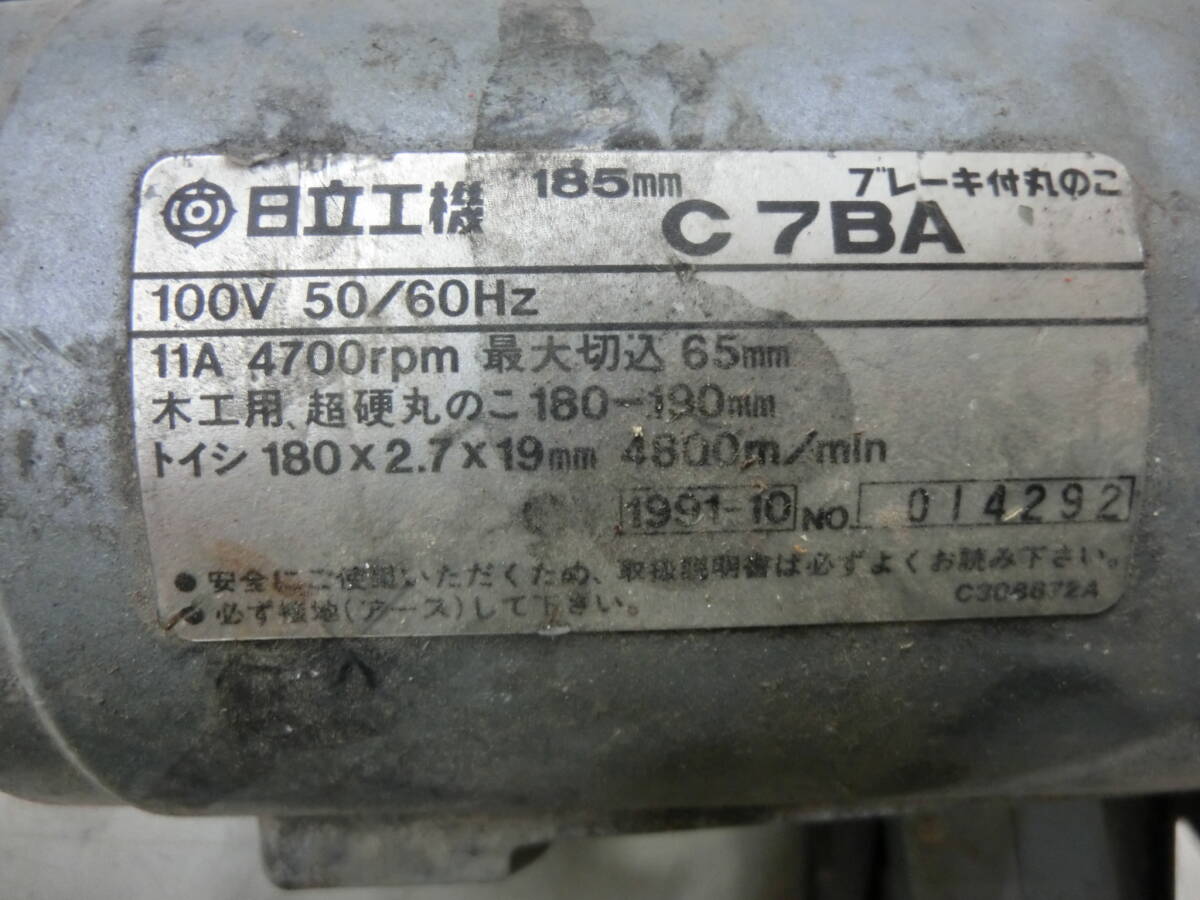 日立工機 185mm ブレーキ付丸のこ
C 7BA
100V 50/60Hz
11A 4700rpm 最大切込 65mm
木工用、超硬丸のこ 180-190mm
トイシ 180×2.7×19mm 4800m/min
1991-10 NO. 014292
●安全にご使用いただくため、取扱説明書は必ずよくお読み下さい。
●必ず接地(アース)して下さい。